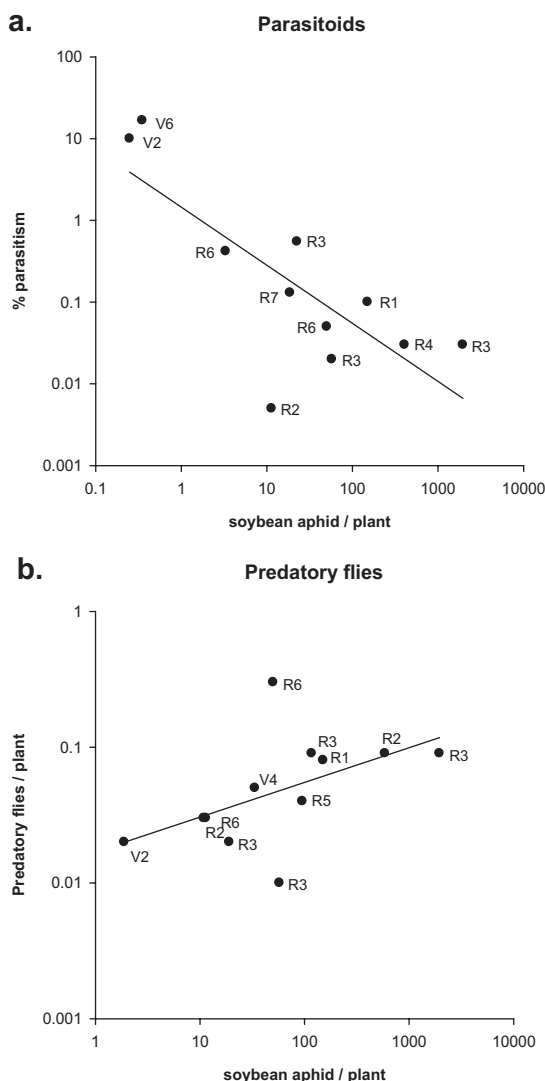 a.
Parasitoids
100
10
1
0.1
0.01
0.001
% parasitism
V6
V2
R6
R3
R7
R1
R6
R4
R3
R3
R2
0.1 1 10 100 1000 10000
soybean aphid / plant
b.
Predatory flies
1
0.1
0.01
0.001
Predatory flies / plant
R6
R3
R2
R1
R3
V4
R5
R6
R2
R3
V2
R3
1 10 100 1000 10000
soybean aphid / plant